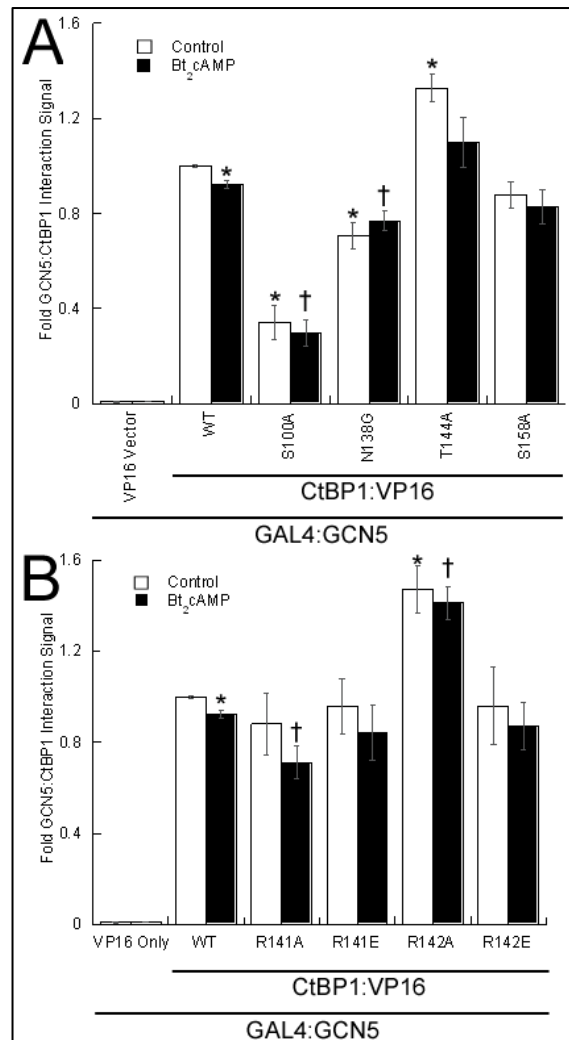 A
Control
Bt2cAMP
Fold GCN5:CtBP1 Interaction Signal
1.6
1.2
0.8
0.4
0
*
*
†
*
†
*
VP16 Vector
WT
S100A
N138G
T144A
S158A
CtBP1:VP16
GAL4:GCN5
B
Control
Bt2cAMP
Fold GCN5:CtBP1 Interaction Signal
1.6
1.2
0.8
0.4
0
*
†
*
†
VP16 Only WT R141A R141E R142A R142E
CtBP1:VP16
GAL4:GCN5